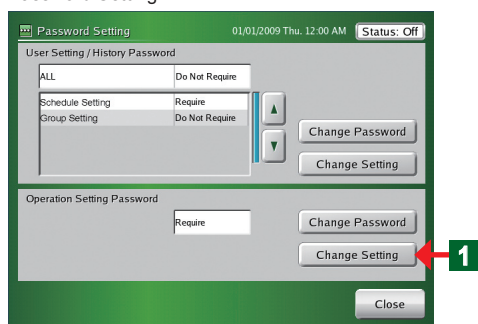 Password Setting 01/01/2009 Thu. 12:00 AM Status: Off
User Setting / History Password
ALL Do Not Require
Schedule Setting Require
Group Setting Do Not Require
Change Password
Change Setting
Operation Setting Password
Require Change Password
Change Setting 1
Close